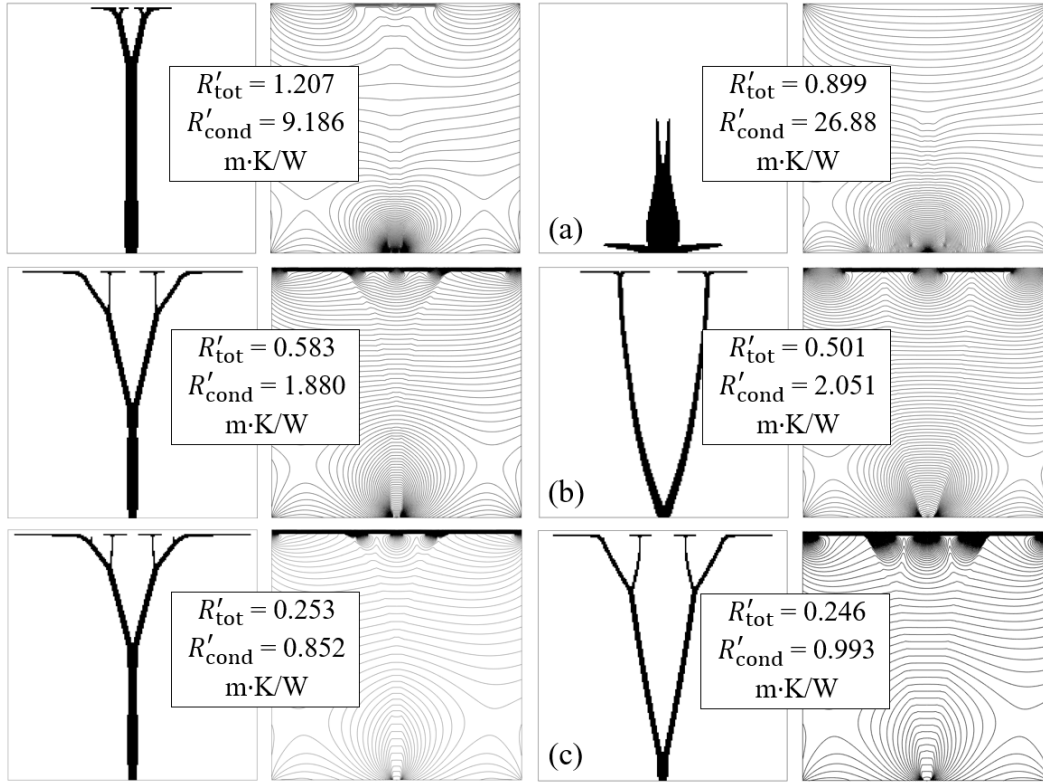 R′tot = 1.207
R′cond = 9.186
m·K/W
R′tot = 0.899
R′cond = 26.88
m·K/W
(a)
R′tot = 0.583
R′cond = 1.880
m·K/W
R′tot = 0.501
R′cond = 2.051
m·K/W
(b)
R′tot = 0.253
R′cond = 0.852
m·K/W
R′tot = 0.246
R′cond = 0.993
m·K/W
(c)